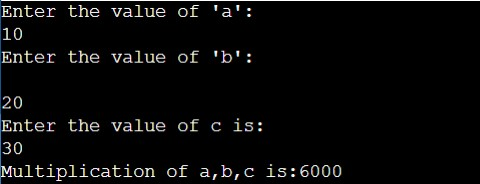 Enter the value of 'a':
10
Enter the value of 'b':
20
Enter the value of c is:
30
Multiplication of a,b,c is:6000